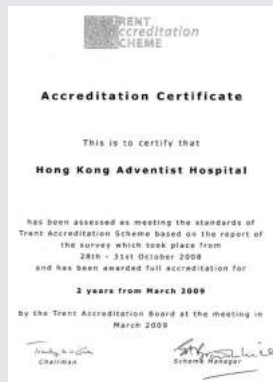 TRENT
Accreditation
SCHEME
Accreditation Certificate
This is to certify that
Hong Kong Adventist Hospital
has been assessed as meeting the standards of
Trent Accreditation Scheme based on the report of
the survey which took place from
28th - 31st October 2008
and has been awarded full accreditation for
2 years from March 2009
by the Trent Accreditation Board at the meeting in
March 2009
Chairman
Scheme Manager